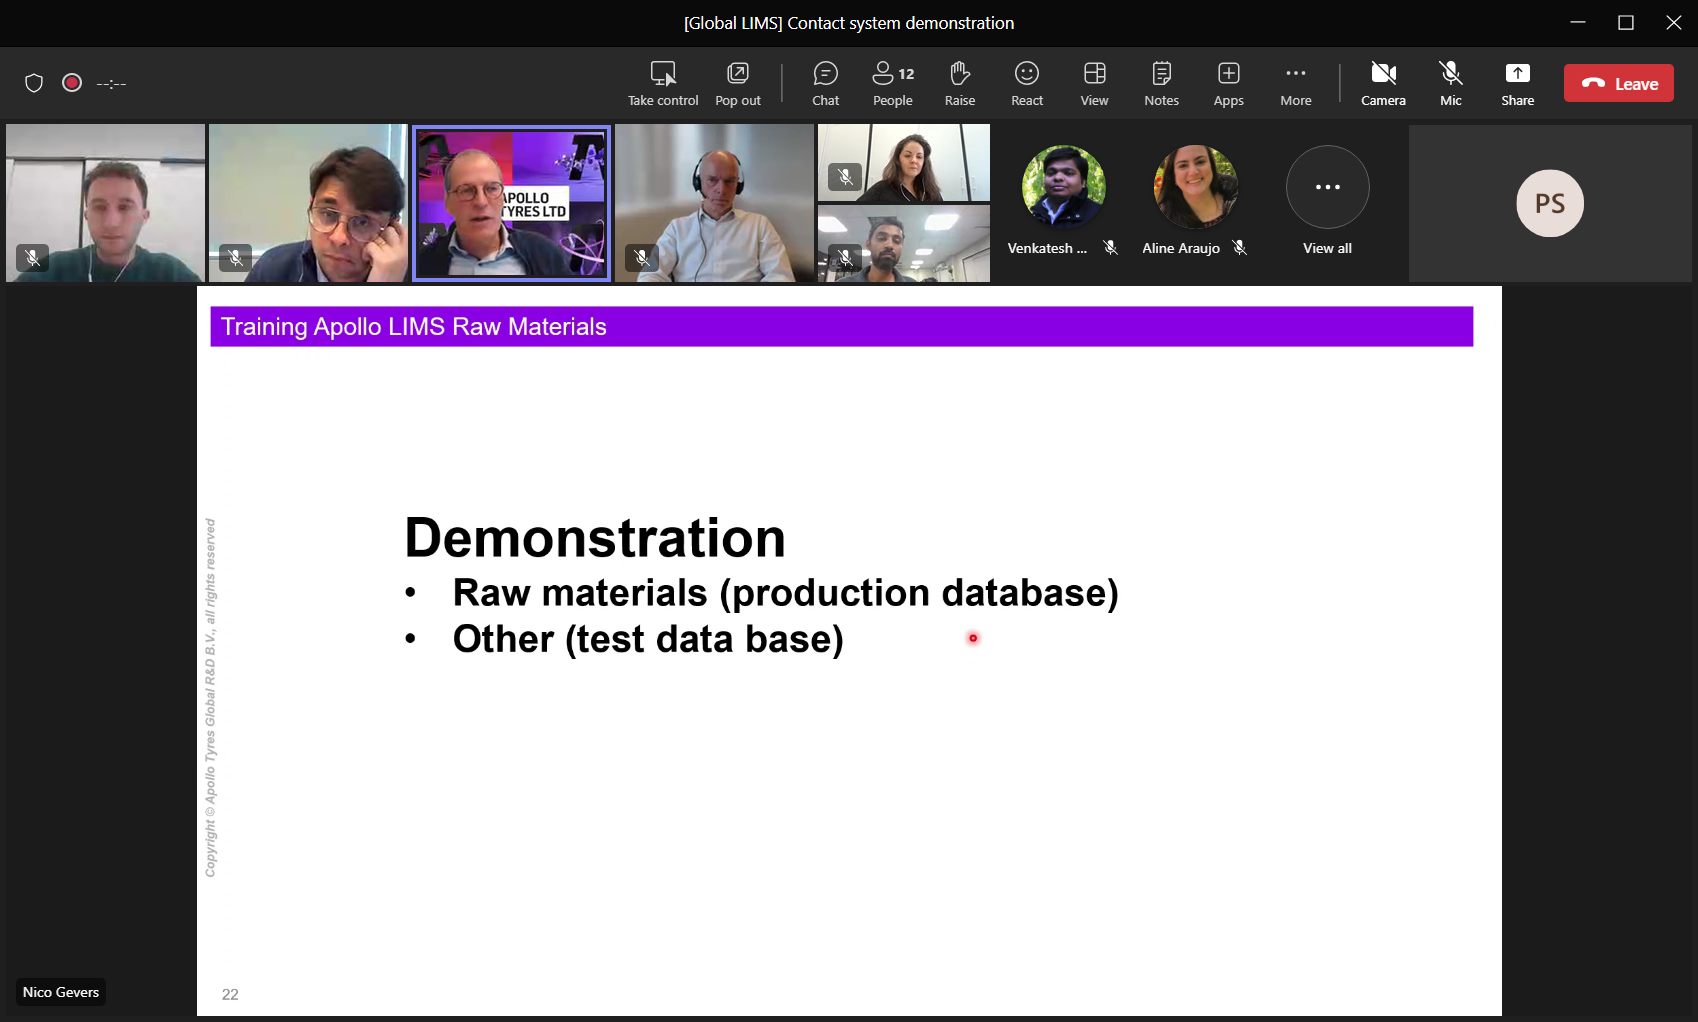 [Global LIMS] Contact system demonstration
--:--
Take control
Pop out
Chat
12
People
Raise
React
View
Notes
Apps
More
Camera
Mic
Share
Leave
APOLLO
TYRES LTD
Venkatesh ...
Aline Araujo
View all
PS
Training Apollo LIMS Raw Materials
Demonstration
• Raw materials (production database)
• Other (test data base)
Copyright © Apollo Tyres Global R&D B.V., all rights reserved
Nico Gevers
22